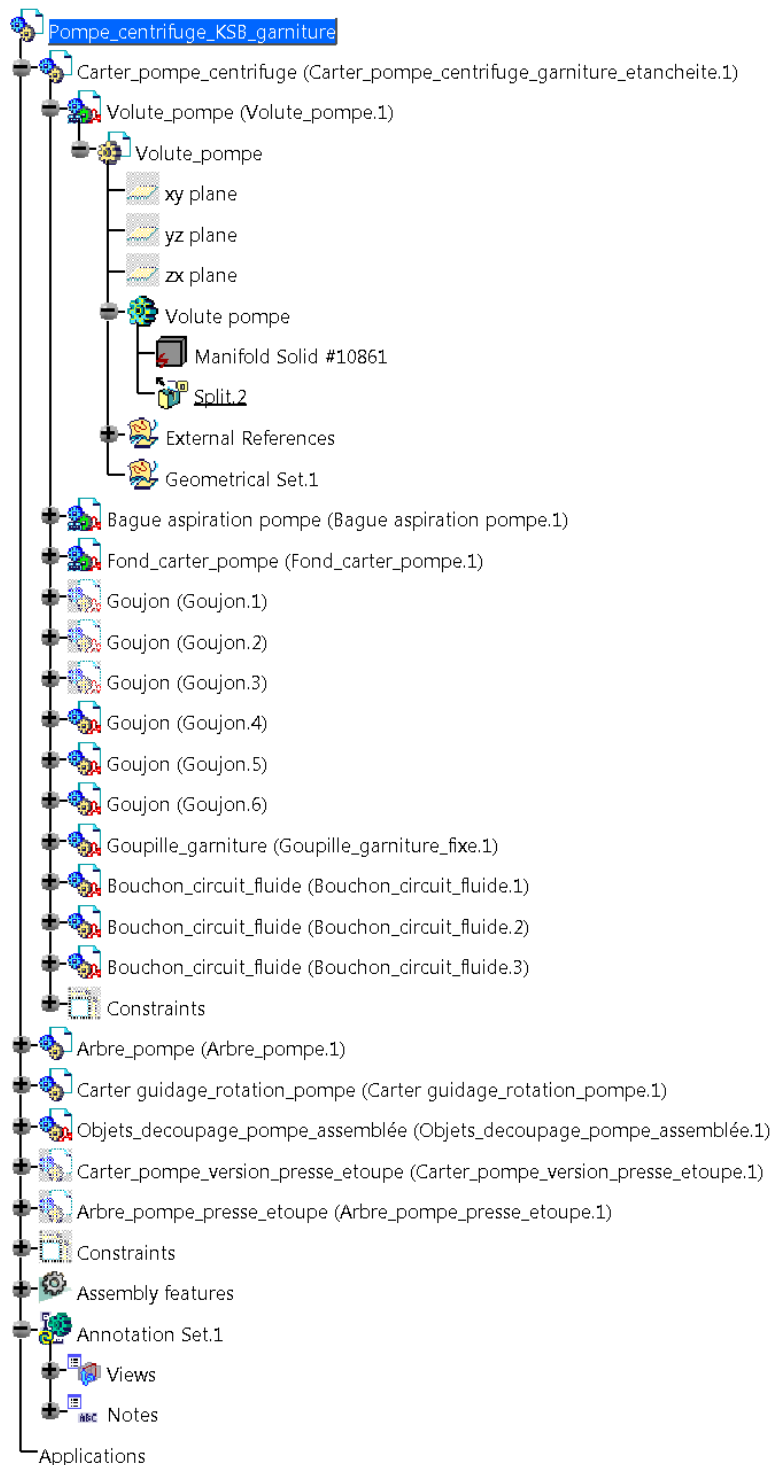 Pompe_centrifuge_KSB_garniture
Carter_pompe_centrifuge (Carter_pompe_centrifuge_garniture_etancheite.1)
Volute_pompe (Volute_pompe.1)
Volute_pompe
xy plane
yz plane
zx plane
Volute pompe
Manifold Solid #10861
Split.2
External References
Geometrical Set.1
Bague aspiration pompe (Bague aspiration pompe.1)
Fond_carter_pompe (Fond_carter_pompe.1)
Goujon (Goujon.1)
Goujon (Goujon.2)
Goujon (Goujon.3)
Goujon (Goujon.4)
Goujon (Goujon.5)
Goujon (Goujon.6)
Goupille_garniture (Goupille_garniture_fixe.1)
Bouchon_circuit_fluide (Bouchon_circuit_fluide.1)
Bouchon_circuit_fluide (Bouchon_circuit_fluide.2)
Bouchon_circuit_fluide (Bouchon_circuit_fluide.3)
Constraints
Arbre_pompe (Arbre_pompe.1)
Carter guidage_rotation_pompe (Carter guidage_rotation_pompe.1)
Objets_decoupage_pompe_assemblée (Objets_decoupage_pompe_assemblée.1)
Carter_pompe_version_presse_etoupe (Carter_pompe_version_presse_etoupe.1)
Arbre_pompe_presse_etoupe (Arbre_pompe_presse_etoupe.1)
Constraints
Assembly features
Annotation Set.1
Views
ABC Notes
Applications